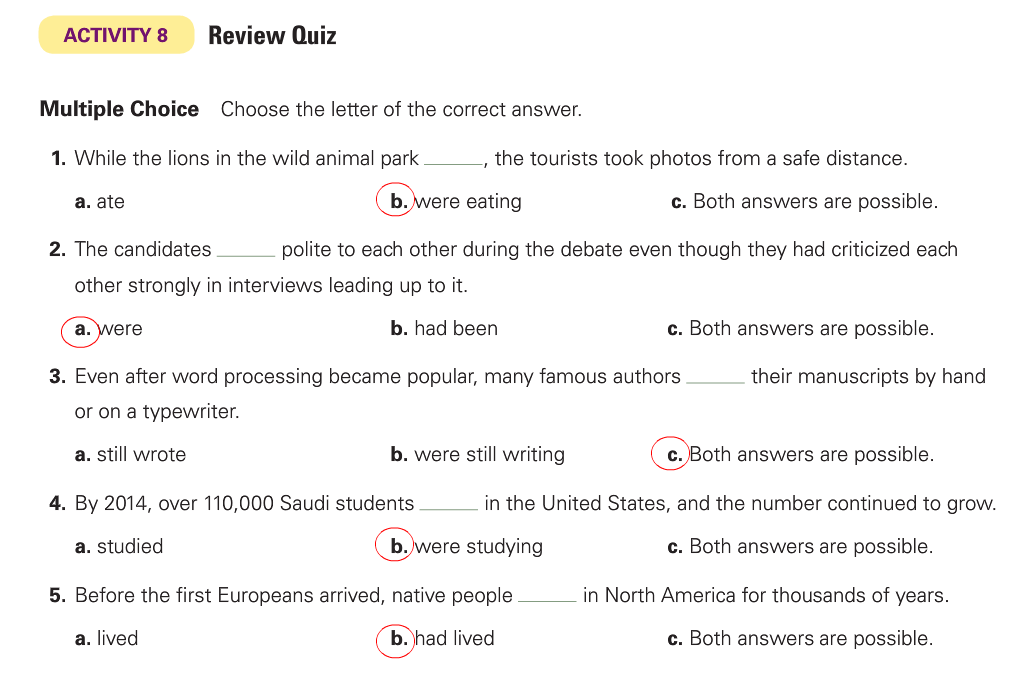 ACTIVITY 8 Review Quiz
Multiple Choice Choose the letter of the correct answer.
1. While the lions in the wild animal park ______, the tourists took photos from a safe distance.
a. ate b. were eating c. Both answers are possible.
2. The candidates ______ polite to each other during the debate even though they had criticized each
other strongly in interviews leading up to it.
a. were b. had been c. Both answers are possible.
3. Even after word processing became popular, many famous authors ______ their manuscripts by hand
or on a typewriter.
a. still wrote b. were still writing c. Both answers are possible.
4. By 2014, over 110,000 Saudi students ______ in the United States, and the number continued to grow.
a. studied b. were studying c. Both answers are possible.
5. Before the first Europeans arrived, native people ______ in North America for thousands of years.
a. lived b. had lived c. Both answers are possible.